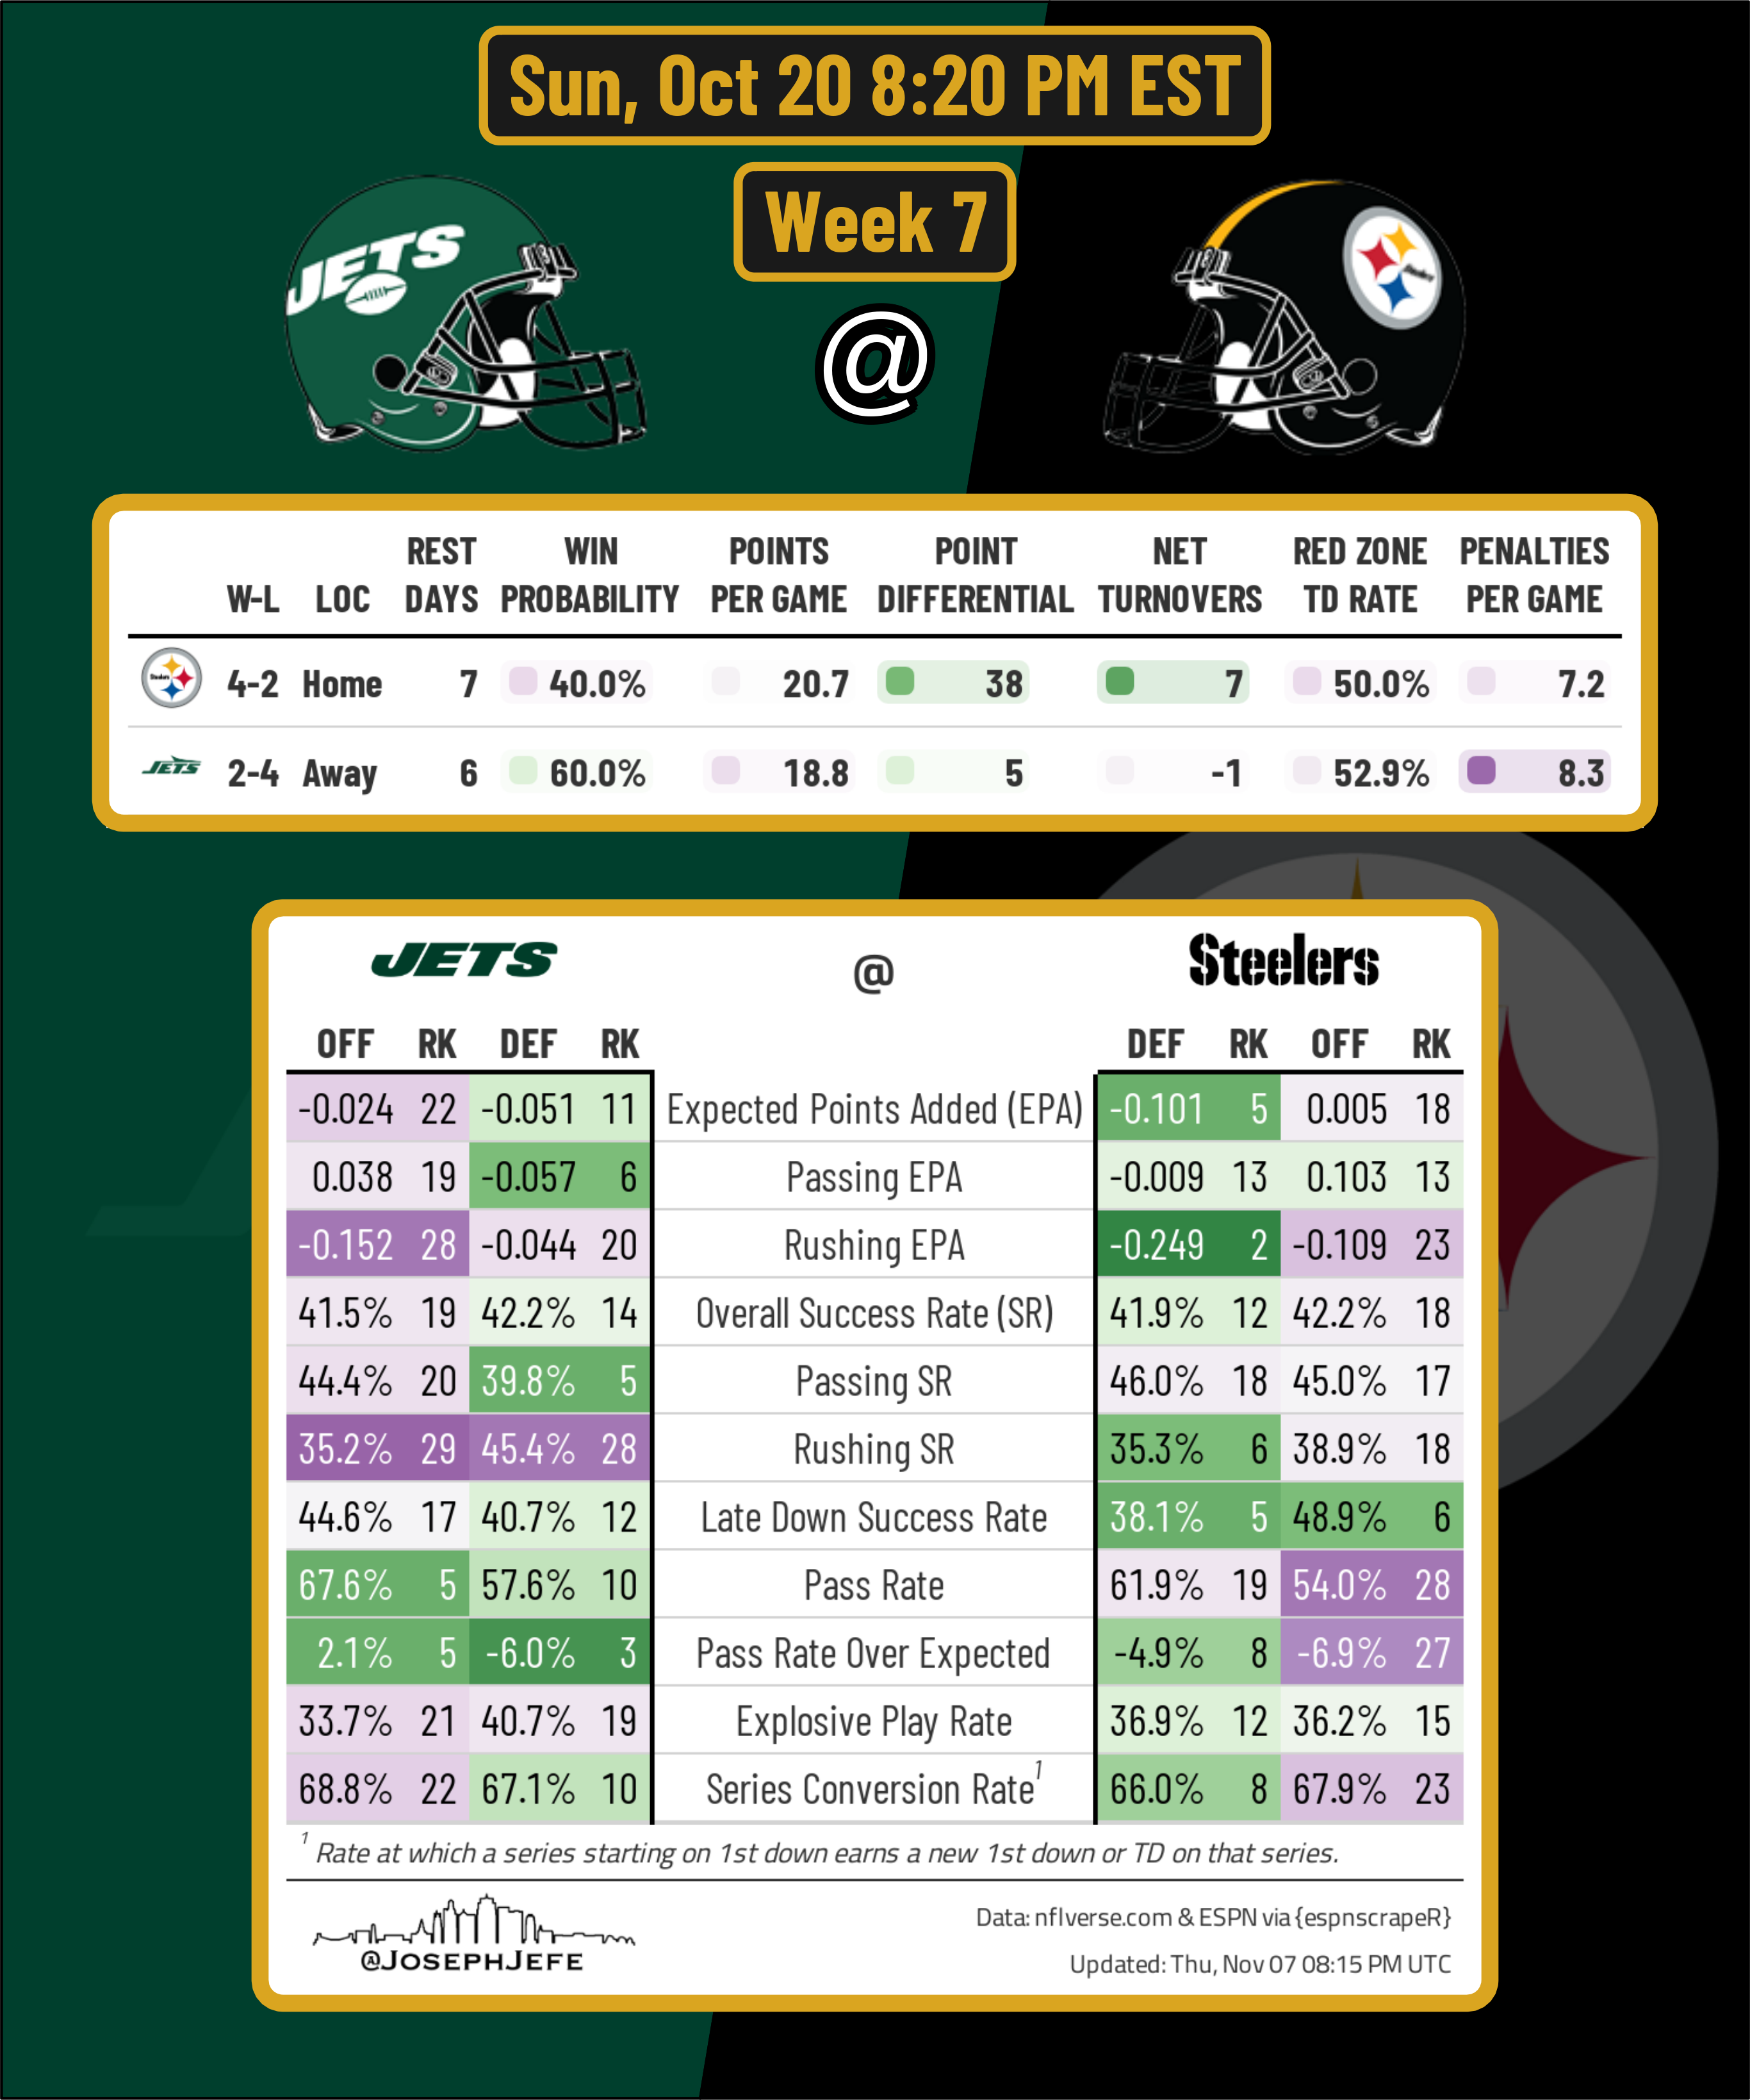 Sun, Oct 20 8:20 PM EST
Week 7
JETS
@
REST WIN POINTS POINT NET RED ZONE PENALTIES
W-L LOC DAYS PROBABILITY PER GAME DIFFERENTIAL TURNOVERS TD RATE PER GAME
Steelers 4-2 Home 7 40.0% 20.7 38 7 50.0% 7.2
JETS 2-4 Away 6 60.0% 18.8 5 -1 52.9% 8.3
JETS @ Steelers
OFF RK DEF RK DEF RK OFF RK
-0.024 22 -0.051 11 Expected Points Added (EPA) -0.101 5 0.005 18
0.038 19 -0.057 6 Passing EPA -0.009 13 0.103 13
-0.152 28 -0.044 20 Rushing EPA -0.249 2 -0.109 23
41.5% 19 42.2% 14 Overall Success Rate (SR) 41.9% 12 42.2% 18
44.4% 20 39.8% 5 Passing SR 46.0% 18 45.0% 17
35.2% 29 45.4% 28 Rushing SR 35.3% 6 38.9% 18
44.6% 17 40.7% 12 Late Down Success Rate 38.1% 5 48.9% 6
67.6% 5 57.6% 10 Pass Rate 61.9% 19 54.0% 28
2.1% 5 -6.0% 3 Pass Rate Over Expected -4.9% 8 -6.9% 27
33.7% 21 40.7% 19 Explosive Play Rate 36.9% 12 36.2% 15
68.8% 22 67.1% 10 Series Conversion Rate¹ 66.0% 8 67.9% 23
¹ Rate at which a series starting on 1st down earns a new 1st down or TD on that series.
Data: nflverse.com & ESPN via {espnscrapeR}
@JOSEPHJEFE
Updated: Thu, Nov 07 08:15 PM UTC